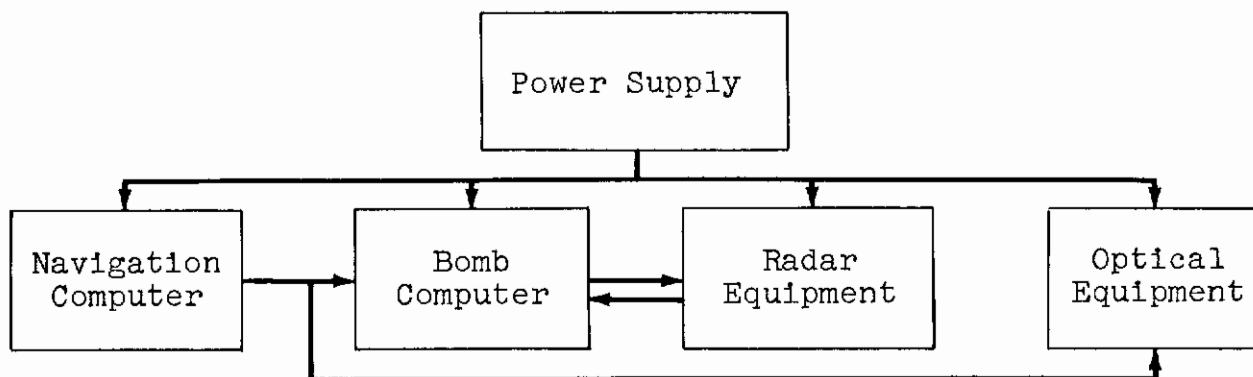 Power Supply
Navigation
Computer
Bomb
Computer
Radar
Equipment
Optical
Equipment